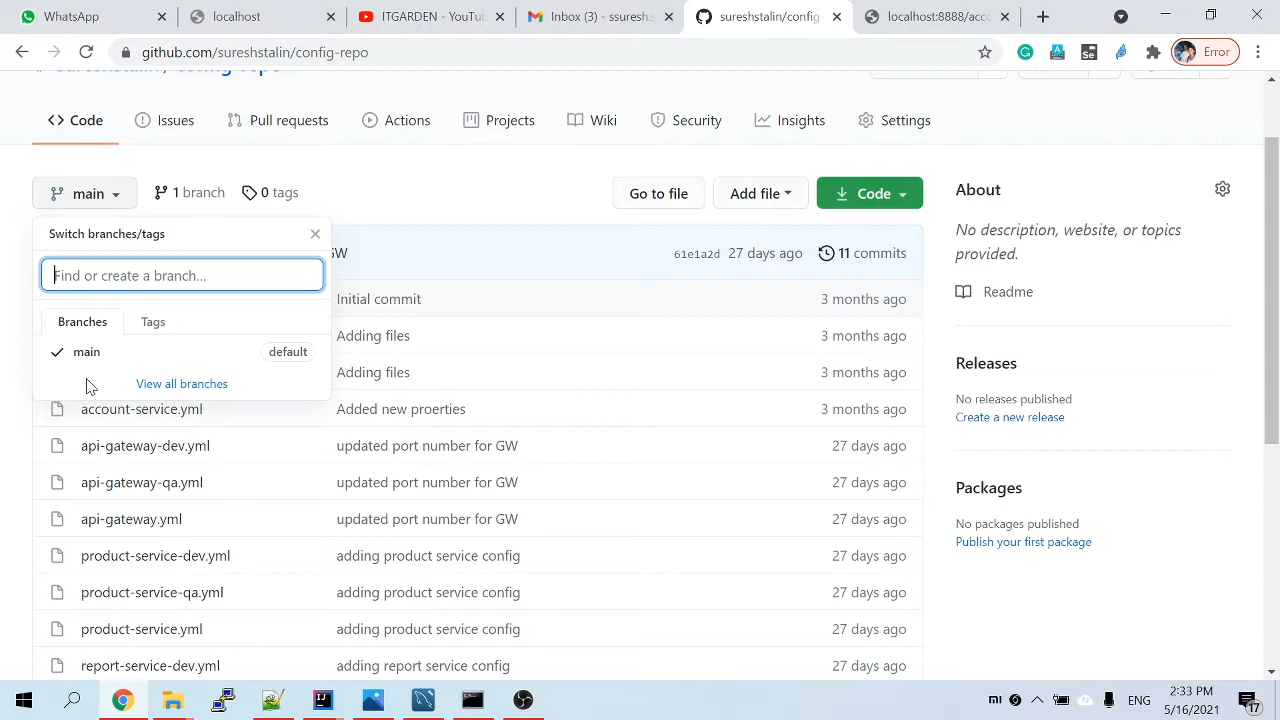 WhatsApp
localhost
ITGARDEN - YouTu
Inbox (3) - ssuresh.
sureshstalin/config
localhost:8888/acc
github.com/sureshstalin/config-repo
Se
Error
Code
Issues
Pull requests
Actions
Projects
Wiki
Security
Insights
Settings
main
1 branch
0 tags
Go to file
Add file
Code
About
No description, website, or topics
provided.
Readme
Switch branches/tags
Find or create a branch...
Branches
Tags
main
default
View all branches
GW
61e1a2d
27 days ago
11 commits
Initial commit
3 months ago
Adding files
3 months ago
Adding files
3 months ago
account-service.yml
Added new proerties
3 months ago
api-gateway-dev.yml
updated port number for GW
27 days ago
api-gateway-qa.yml
updated port number for GW
27 days ago
api-gateway.yml
updated port number for GW
27 days ago
product-service-dev.yml
adding product service config
27 days ago
product-service-qa.yml
adding product service config
27 days ago
product-service.yml
adding product service config
27 days ago
report-service-dev.yml
adding report service config
27 days ago
Releases
No releases published
Create a new release
Packages
No packages published
Publish your first package
ENG
2:33 PM
5/16/2021
17